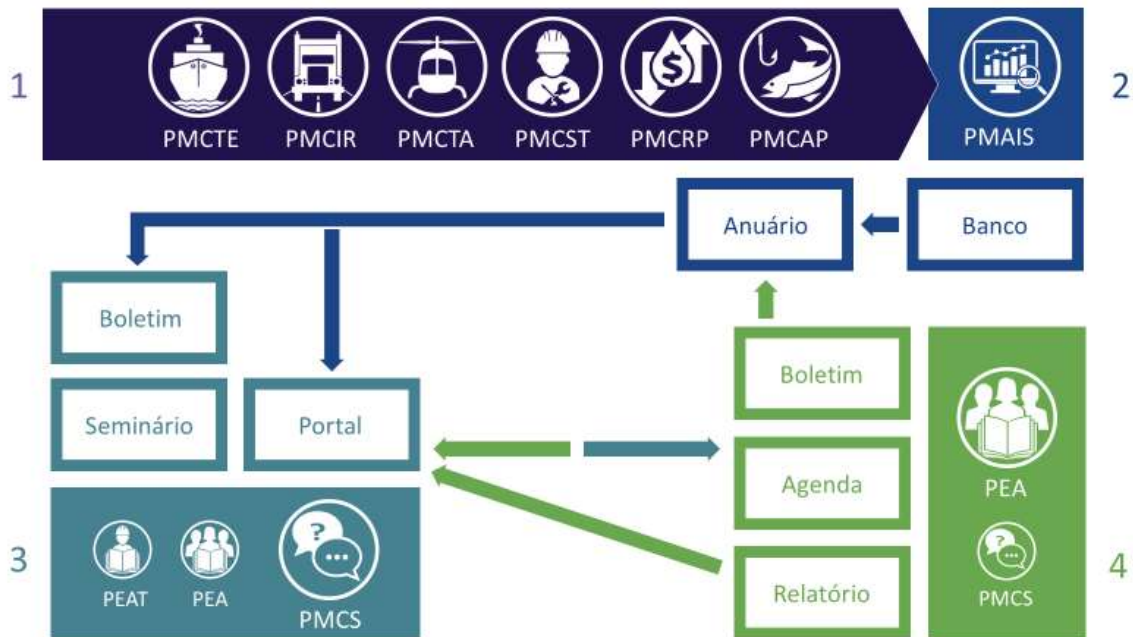 1
PMCTE
PMCIR
PMCTA
PMCST
PMCRP
PMCAP
PMAIS
2
Anuário
Banco
Boletim
Seminário
Portal
Boletim
Agenda
Relatório
3
PEAT
PEA
PMCS
PEA
PMCS
4